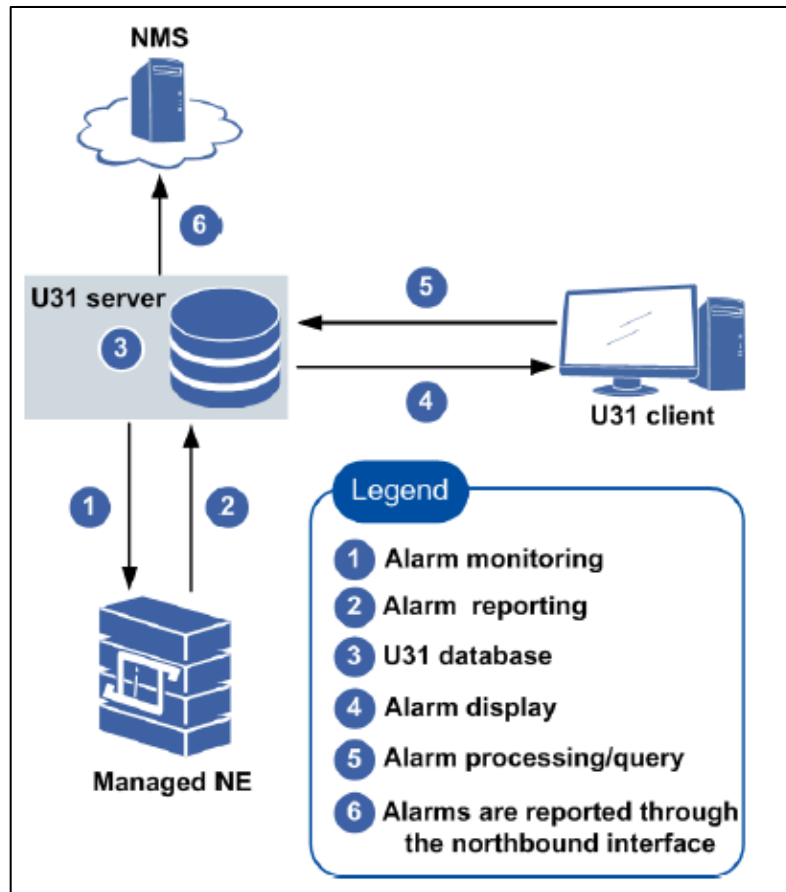 NMS
6
U31 server
3
5
4
U31 client
1
2
Managed NE
Legend
1 Alarm monitoring
2 Alarm reporting
3 U31 database
4 Alarm display
5 Alarm processing/query
6 Alarms are reported through
the northbound interface